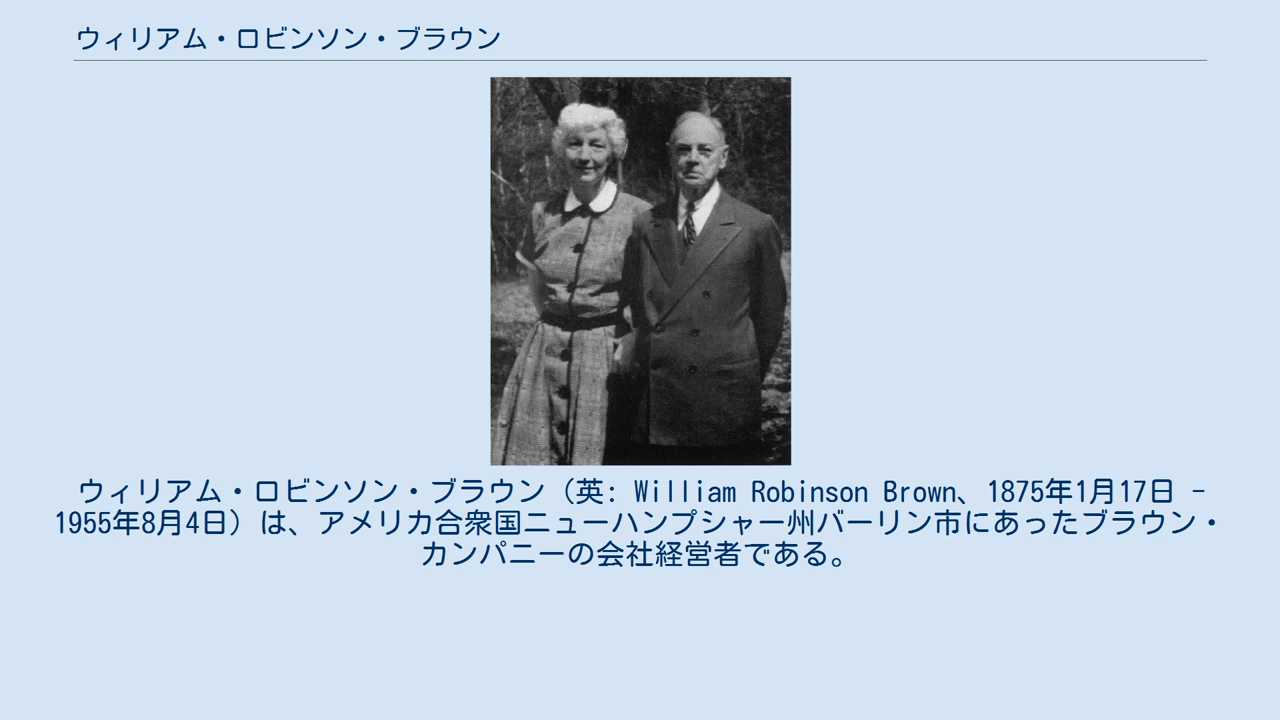 ウィリアム・ロビンソン・ブラウン
ウィリアム・ロビンソン・ブラウン（英: William Robinson Brown、1875年1月17日 -
1955年8月4日）は、アメリカ合衆国ニューハンプシャー州バーリン市にあったブラウン・
カンパニーの会社経営者である。